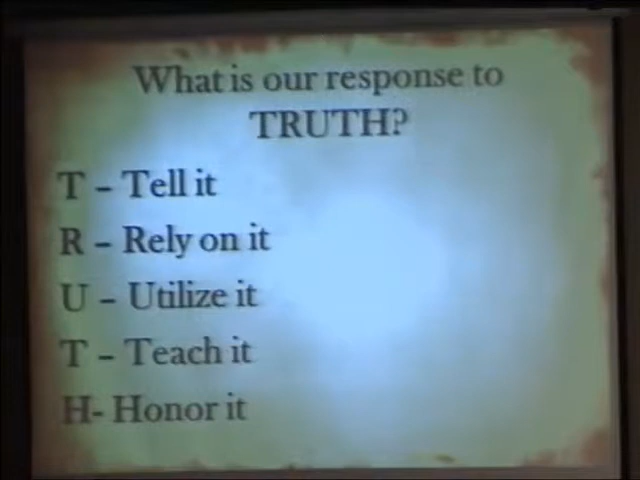 What is our response to
TRUTH?
T – Tell it
R – Rely on it
U – Utilize it
T – Teach it
H- Honor it